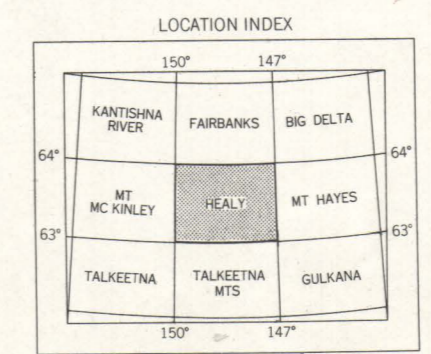 LOCATION INDEX
150° 147°
KANTISHNA
RIVER
FAIRBANKS
BIG DELTA
64° 64°
MT
MC KINLEY
HEALY
MT HAYES
63° 63°
TALKEETNA
TALKEETNA
MTS
GULKANA
150° 147°